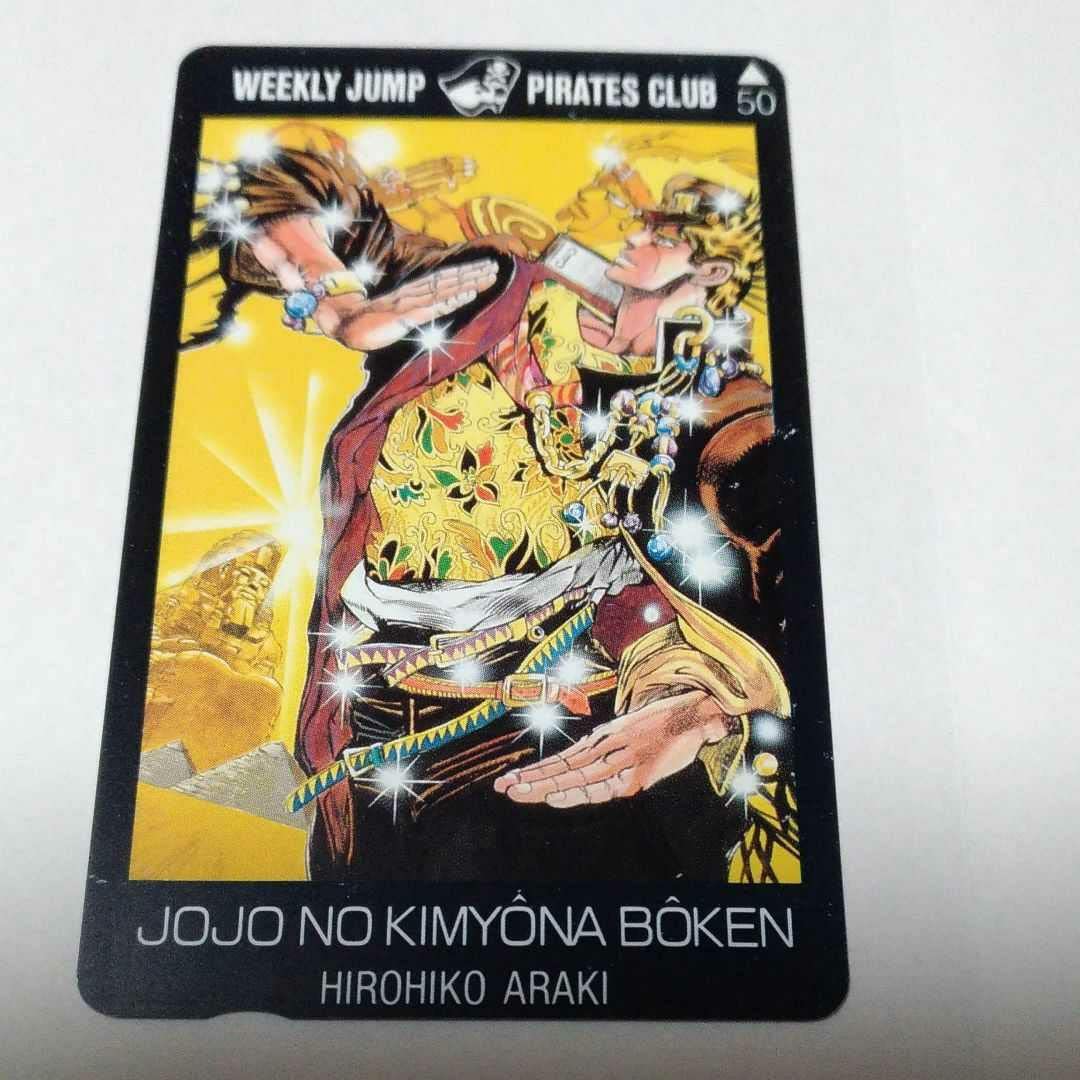 WEEKLY JUMP PIRATES CLUB
50
JOJO NO KIMYÔNA BÔKEN
HIROHIKO ARAKI